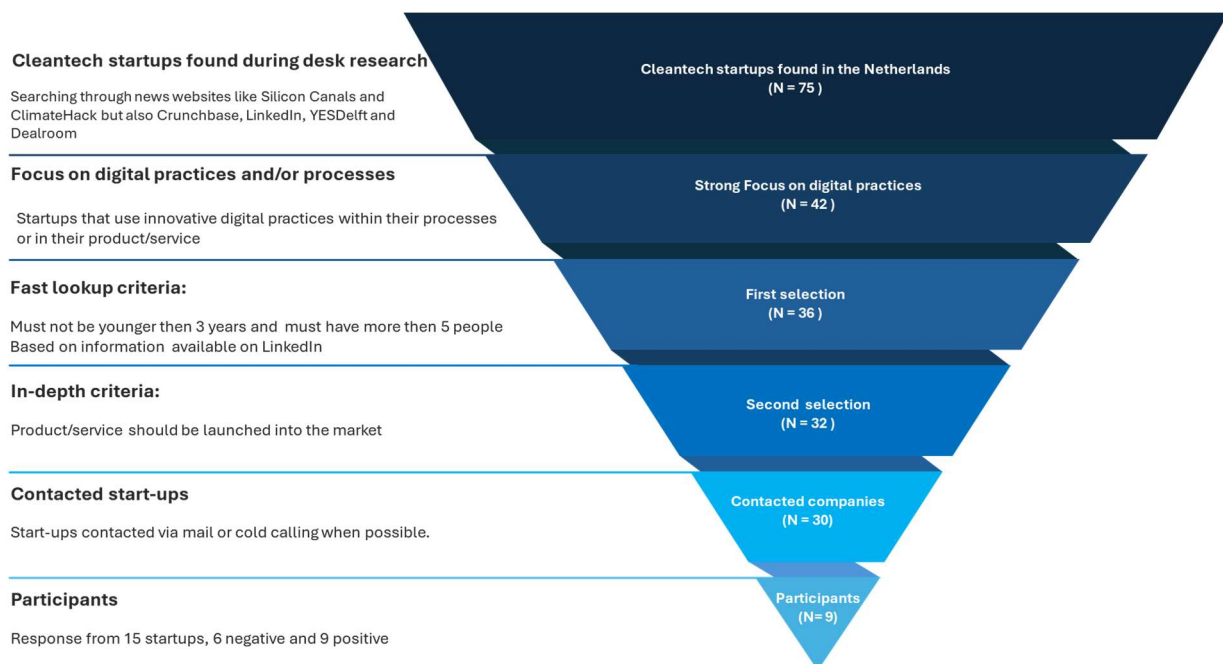 Cleantech startups found during desk research
Searching through news websites like Silicon Canals and
ClimateHack but also Crunchbase, LinkedIn, YESDelft and
Dealroom
Cleantech startups found in the Netherlands
(N = 75 )
Focus on digital practices and/or processes
Startups that use innovative digital practices within their processes
or in their product/service
Strong Focus on digital practices
(N = 42 )
Fast lookup criteria:
Must not be younger then 3 years and must have more then 5 people
Based on information available on LinkedIn
First selection
(N = 36 )
In-depth criteria:
Product/service should be launched into the market
Second selection
(N = 32 )
Contacted start-ups
Start-ups contacted via mail or cold calling when possible.
Contacted companies
(N = 30)
Participants
Response from 15 startups, 6 negative and 9 positive
Participants
(N= 9)